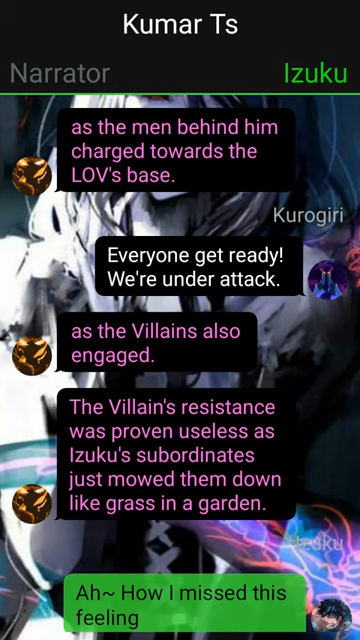 Kumar Ts
Narrator
Izuku
as the men behind him
charged towards the
LOV's base.
Kurogiri
Everyone get ready!
We're under attack.
as the Villains also
engaged.
The Villain's resistance
was proven useless as
Izuku's subordinates
just mowed them down
like grass in a garden.
Izuku
Ah~ How I missed this
feeling